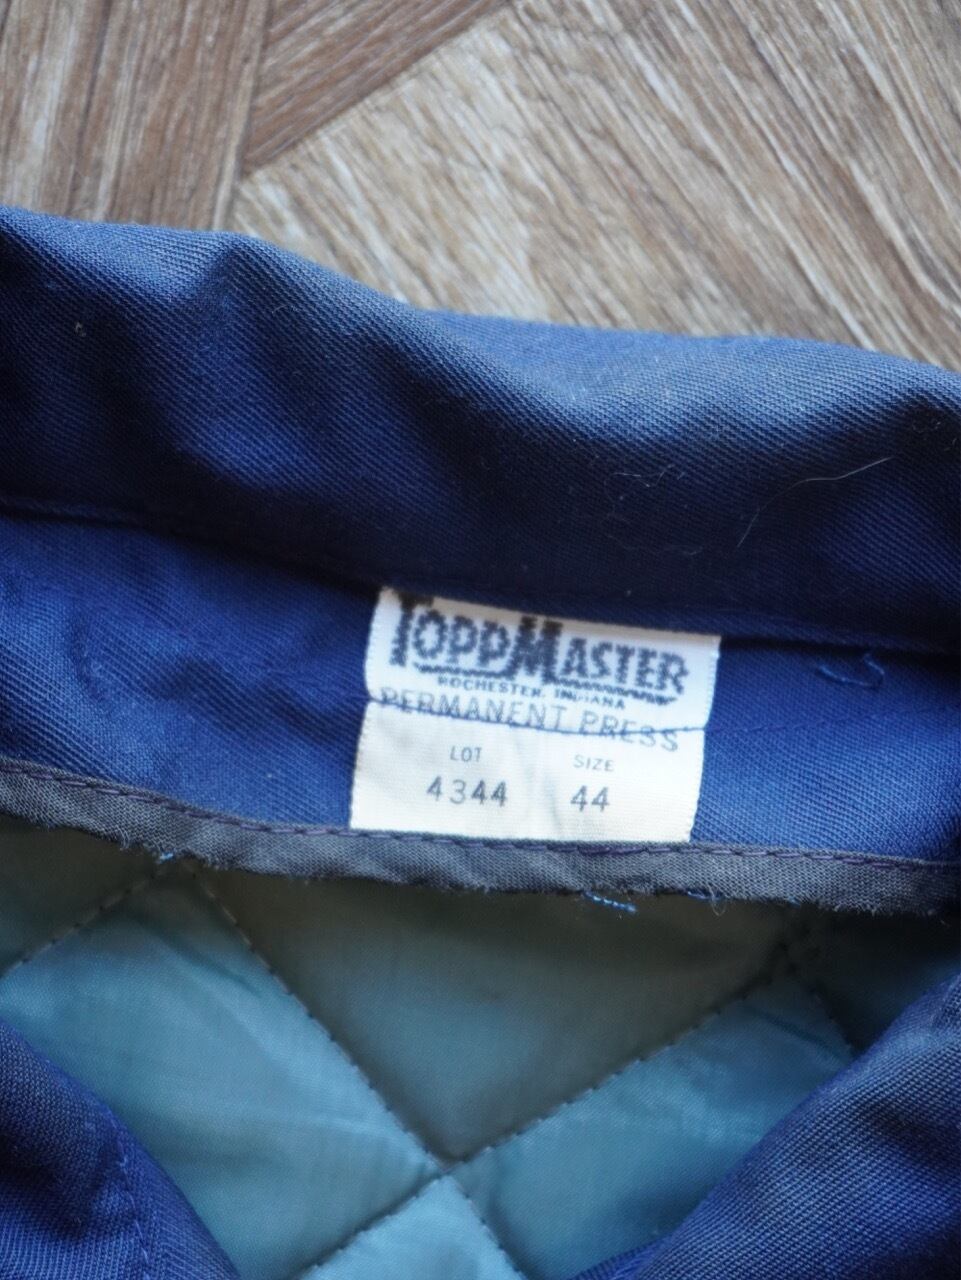 TOPPMASTER
ROCHESTER, INDIANA
PERMANENT PRESS
LOT SIZE
4344 44